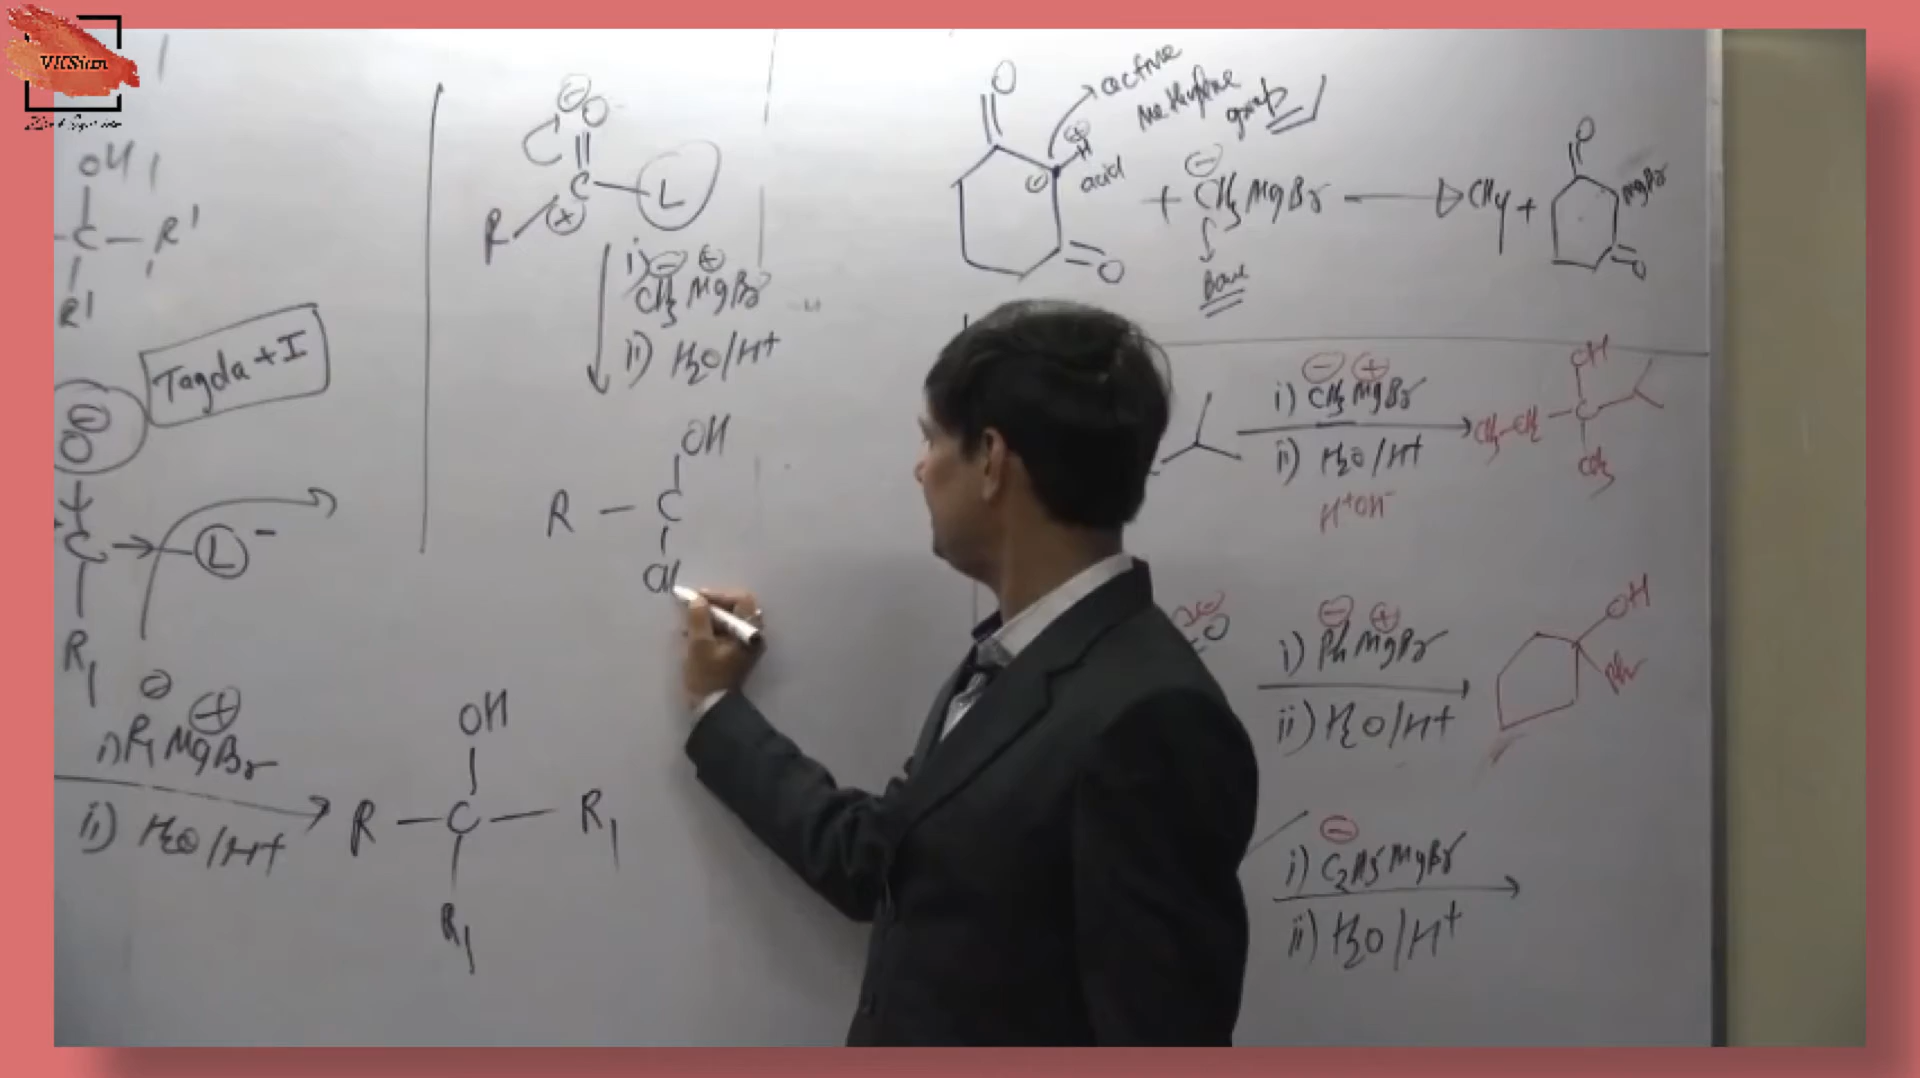 VKSium
OH
C - R'
R'
Tagda + I
O
C → L -
R1
i) R1MgBr
ii) H2O/H+
OH
R - C - R1
R1
O
R C L
i) CH3MgBr
ii) H2O/H+
OH
R - C
CH
O
active
methylene
group
H
acid
O
+ CH3MgBr → CH4 +
Base
O
MgBr
O
i) CH3MgBr
ii) H2O/H+
H+OH-
OH
CH3-CH2 C
CH3
O
i) PhMgBr
ii) H2O/H+
OH
Ph
i) C2H5MgBr
ii) H2O/H+